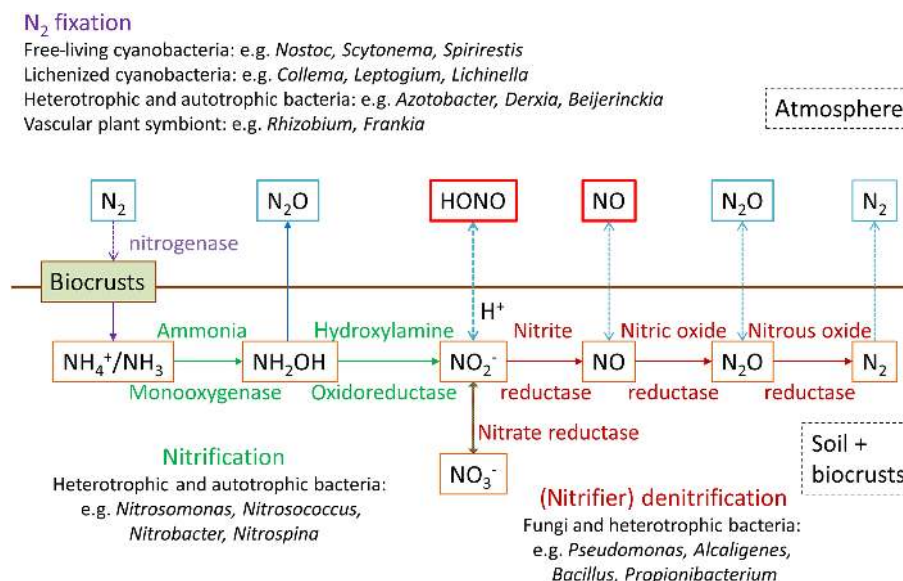 N₂ fixation
Free-living cyanobacteria: e.g. Nostoc, Scytonema, Spirirestis
Lichenized cyanobacteria: e.g. Collema, Leptogium, Lichinella
Heterotrophic and autotrophic bacteria: e.g. Azotobacter, Derxia, Beijerinckia
Vascular plant symbiont: e.g. Rhizobium, Frankia
Atmosphere
N₂ N₂O HONO NO N₂O N₂
nitrogenase
Biocrusts
H⁺
Ammonia Hydroxylamine Nitrite Nitric oxide Nitrous oxide
NH₄⁺/NH₃ NH₂OH NO₂⁻ NO N₂O N₂
Monooxygenase Oxidoreductase reductase reductase reductase
Nitrate reductase
NO₃⁻
Soil +
biocrusts
Nitrification
Heterotrophic and autotrophic bacteria:
e.g. Nitrosomonas, Nitrosococcus,
Nitrobacter, Nitrospina
(Nitrifier) denitrification
Fungi and heterotrophic bacteria:
e.g. Pseudomonas, Alcaligenes,
Bacillus, Propionibacterium